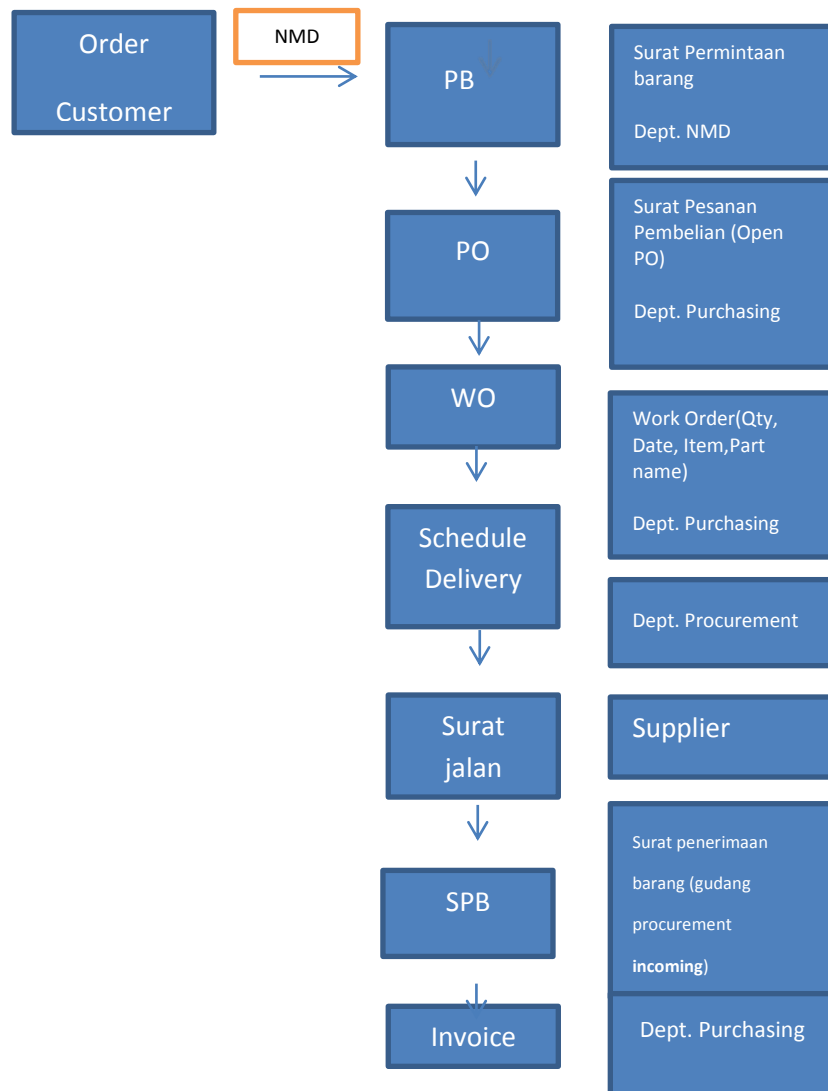 Order
Customer
NMD
PB
Surat Permintaan
barang
Dept. NMD
PO
Surat Pesanan
Pembelian (Open
PO)
Dept. Purchasing
WO
Work Order(Qty,
Date, Item,Part
name)
Dept. Purchasing
Schedule
Delivery
Dept. Procurement
Surat
jalan
Supplier
SPB
Surat penerimaan
barang (gudang
procurement
incoming)
Invoice
Dept. Purchasing